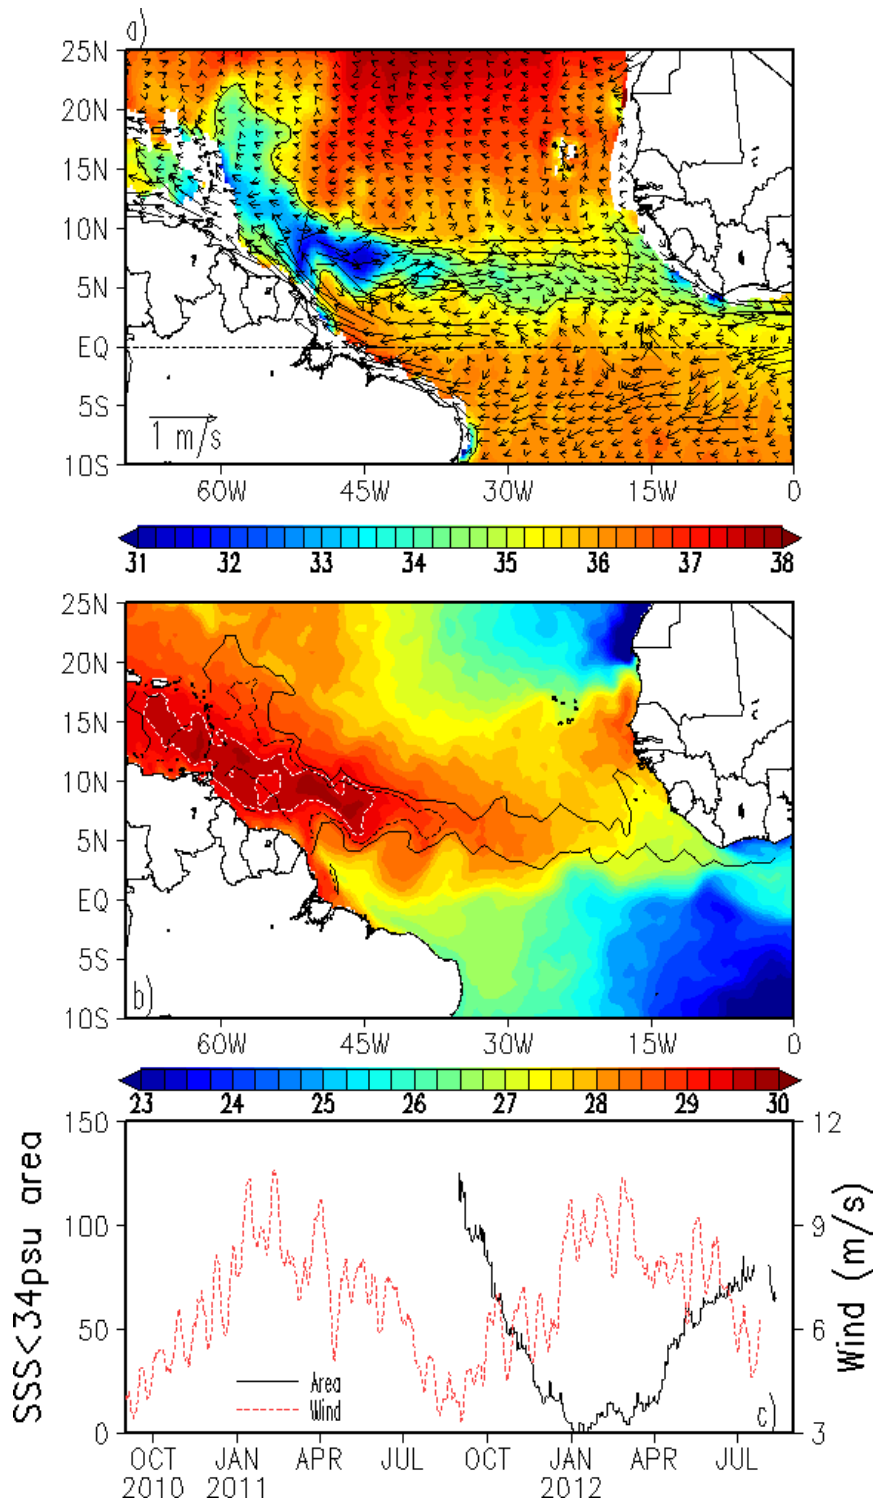 a)
25N
20N
15N
10N
5N
EQ
5S
10S
1 m/s
60W 45W 30W 15W 0
31 32 33 34 35 36 37 38
25N
20N
15N
10N
5N
EQ
5S
10S
b)
60W 45W 30W 15W 0
23 24 25 26 27 28 29 30
SSS<34psu area
150
100
50
0
Area
Wind
c)
12
9
6
3
Wind (m/s)
OCT JAN APR JUL OCT JAN APR JUL
2010 2011 2012